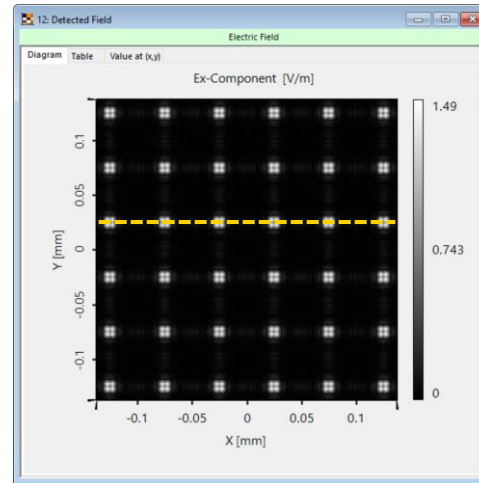 12: Detected Field
Electric Field
Diagram Table Value at (x,y)
Ex-Component [V/m]
1.49
0.743
0
Y [mm]
0.1
0.05
0
-0.05
-0.1
-0.1 -0.05 0 0.05 0.1
X [mm]